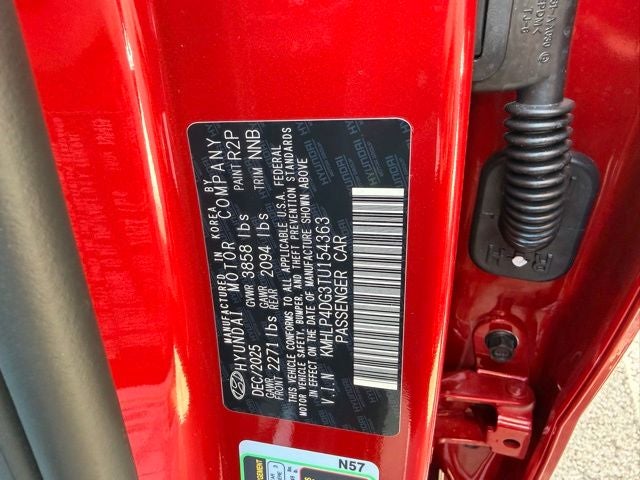 MANUFACTURED IN KOREA BY
HYUNDAI MOTOR COMPANY
DEC/2025 GVWR 3858 lbs PAINT R2P
GAWR FRONT 2271 lbs GAWR REAR 2094 lbs TRIM NNB
THIS VEHICLE CONFORMS TO ALL APPLICABLE U.S.A. FEDERAL
MOTOR VEHICLE SAFETY, BUMPER, AND THEFT PREVENTION STANDARDS
IN EFFECT ON THE DATE OF MANUFACTURE SHOWN ABOVE
V.I.N KMHLP4DG3TU154363
PASSENGER CAR
N57